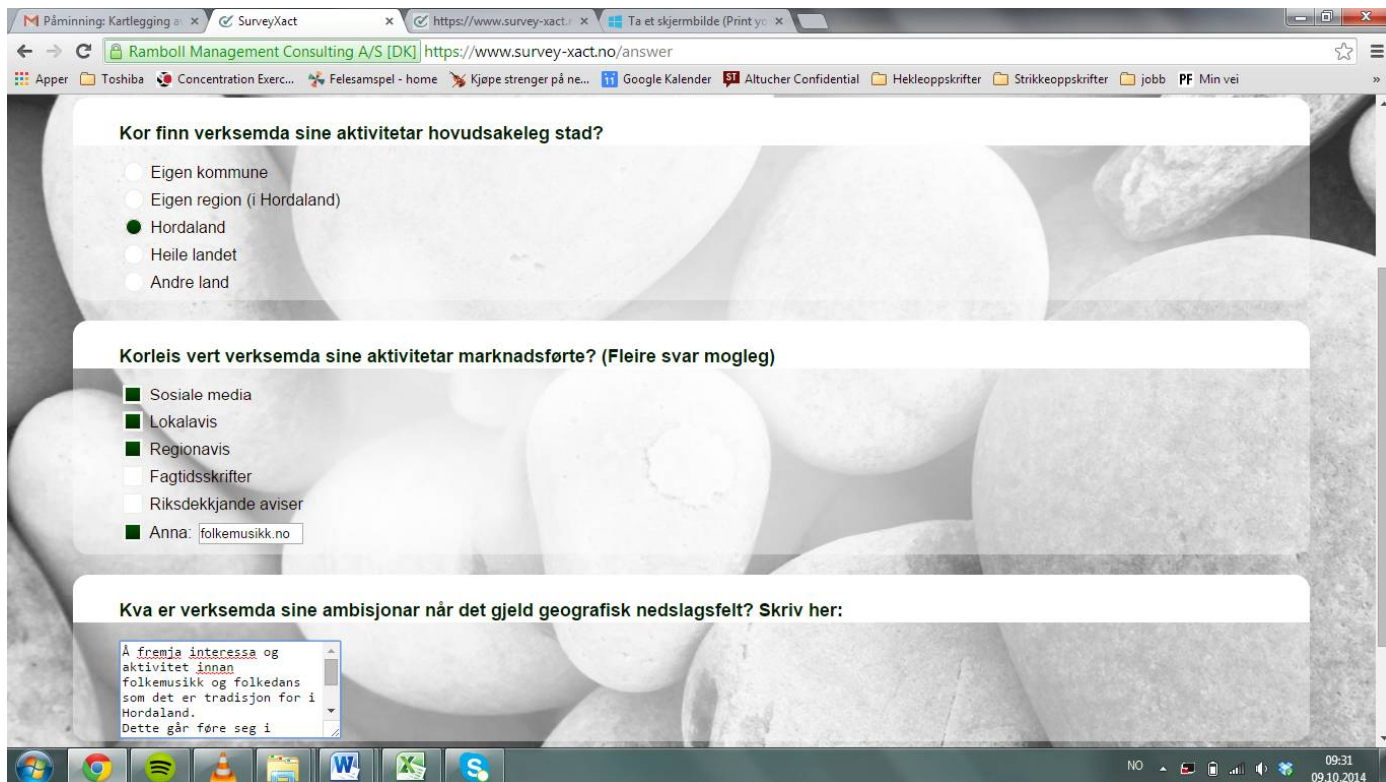 Påminning: Kartlegging a
SurveyXact
https://www.survey-xact.n
Ta et skjermbilde (Print yo
Ramboll Management Consulting A/S [DK] https://www.survey-xact.no/answer
Apper Toshiba Concentration Exerc... Felesamspel - home Kjøpe strenger på ne... 11 Google Kalender ST Altucher Confidential Hekleoppskrifter Strikkeoppskrifter jobb PF Min vei »
Kor finn verksemda sine aktivitetar hovudsakeleg stad?
Eigen kommune
Eigen region (i Hordaland)
Hordaland
Heile landet
Andre land
Korleis vert verksemda sine aktivitetar marknadsførte? (Fleire svar mogleg)
Sosiale media
Lokalavis
Regionavis
Fagtidsskrifter
Riksdekkjande aviser
Anna: folkemusikk.no
Kva er verksemda sine ambisjonar når det gjeld geografisk nedslagsfelt? Skriv her:
Å fremja interessa og
aktivitet innan
folkemusikk og folkedans
som det er tradisjon for i
Hordaland.
Dette går føre seg i
NO
09:31
09.10.2014